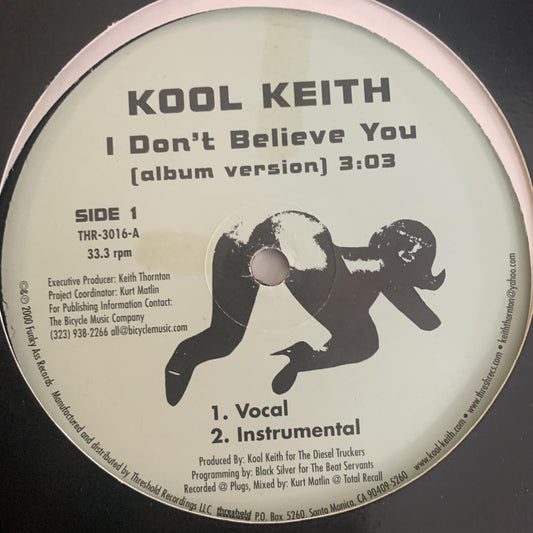 KOOL KEITH
I Don't Believe You
(album version) 3:03
SIDE 1
THR-3016-A
33.3 rpm
Executive Producer: Keith Thornton
Project Coordinator: Kurt Matlin
For Publishing Information Contact:
The Bicycle Music Company
(323) 938-2266 all@bicyclemusic.com
1. Vocal
2. Instrumental
Produced By: Kool Keith for The Diesel Truckers
Programming by: Black Silver for The Beat Servants
Recorded @ Plugs, Mixed by: Kurt Matlin @ Total Recall
©℗ 2000 Funky Ass Records Manufactured and distributed by Threshold Recordings LLC. threshold P.O. Box 5260. Santa Monica, CA 90409-5260
www.kool-keith.com • www.threshrecs.com • keiththornton@yahoo.com